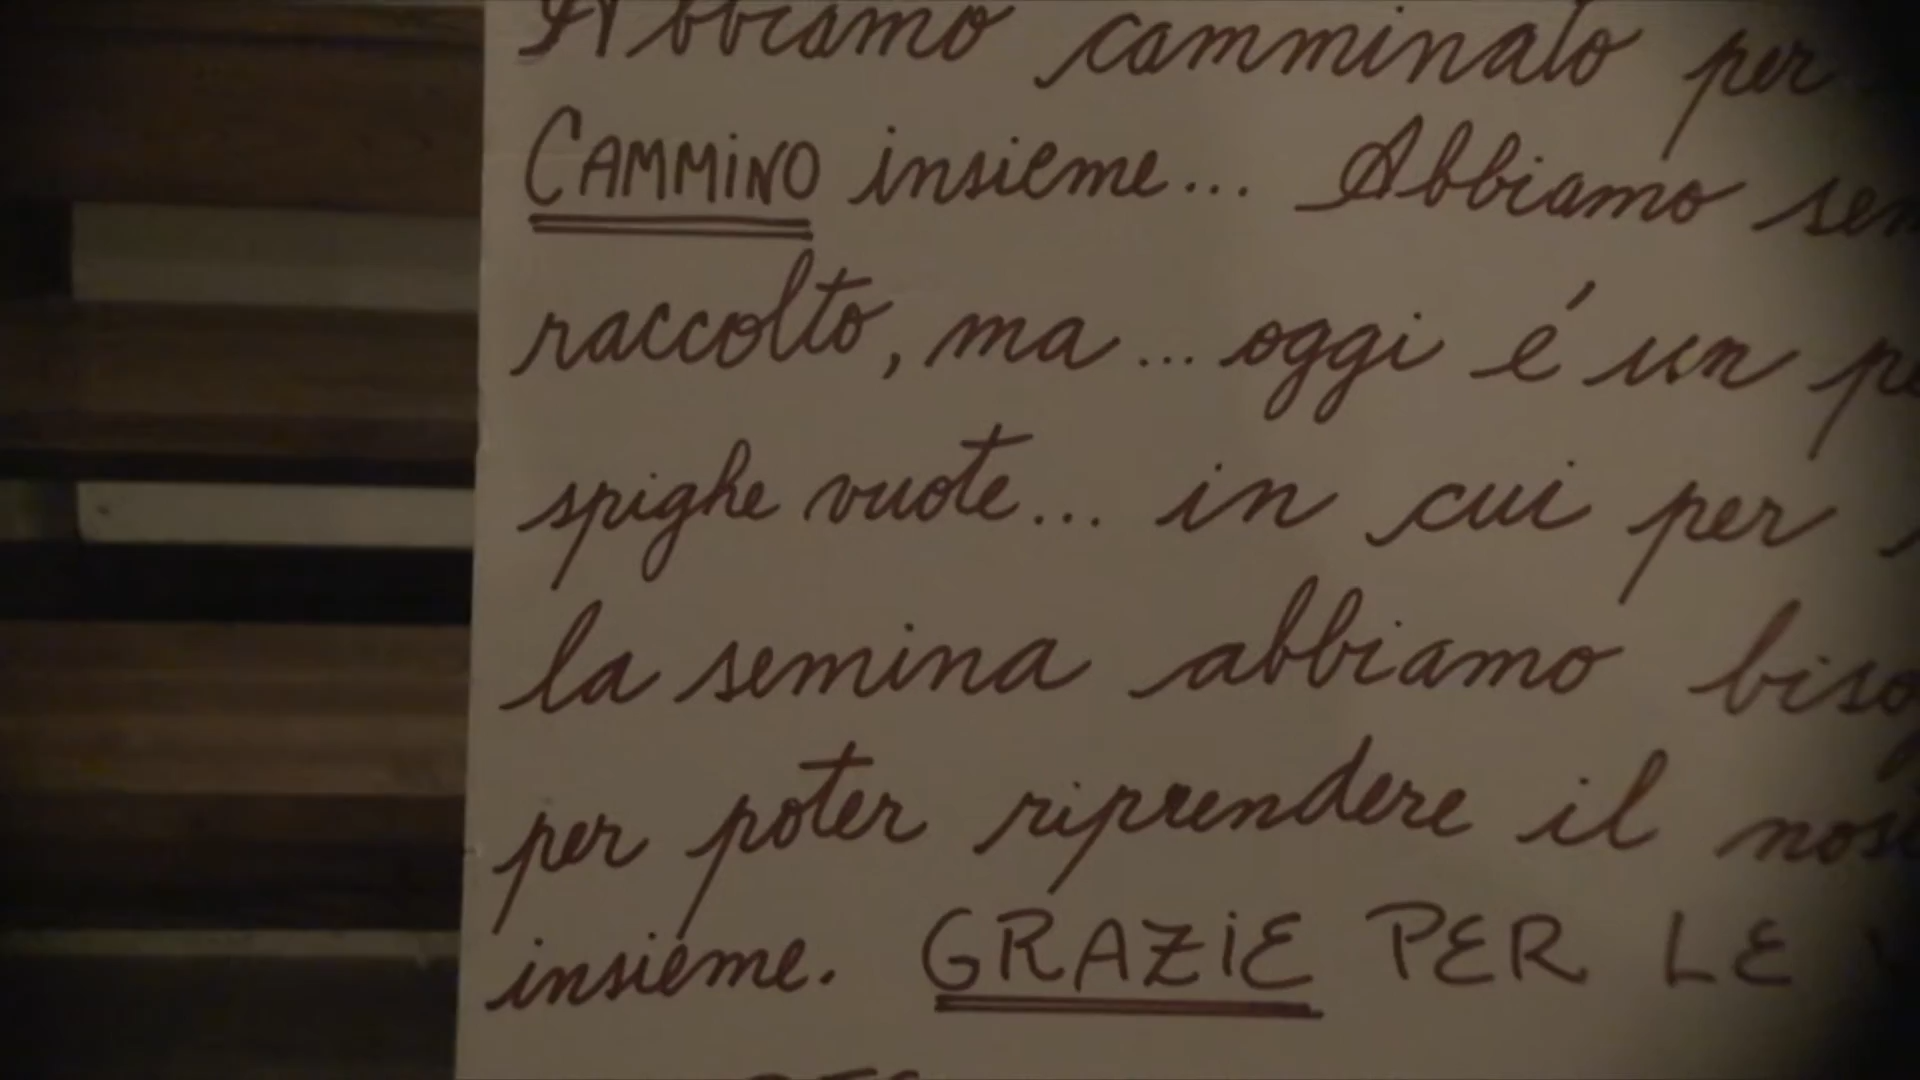 Abbiamo camminato per
CAMMINO insieme... Abbiamo
raccolto, ma... oggi é un
spighe vuote... in cui per
la semina abbiamo
per poter riprendere il
insieme. GRAZIE PER LE